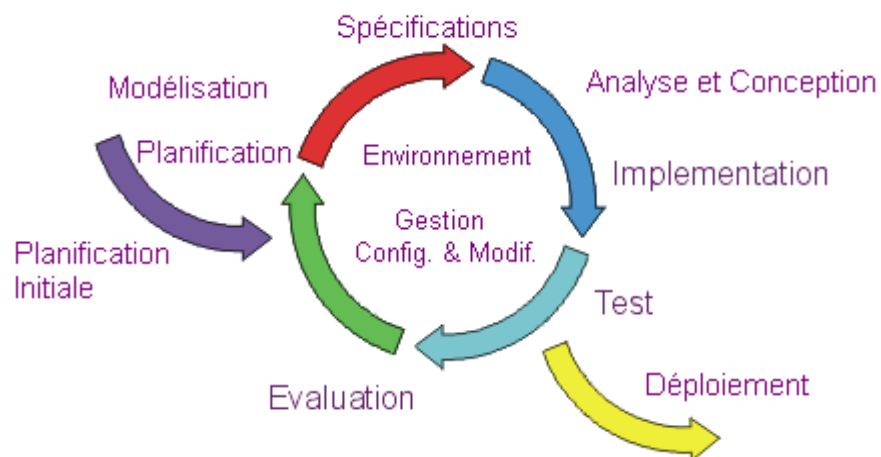 Spécifications
Modélisation
Analyse et Conception
Planification
Environnement
Implementation
Gestion
Config. & Modif.
Planification
Initiale
Test
Déploiement
Evaluation